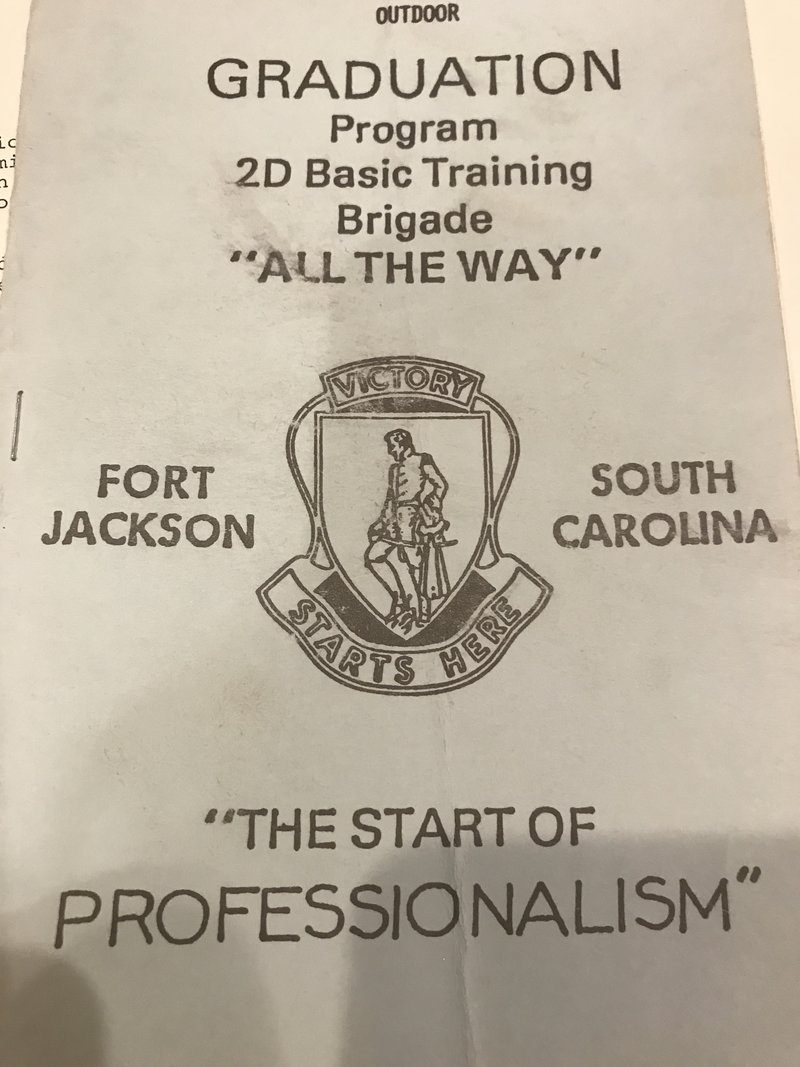 OUTDOOR
GRADUATION
Program
2D Basic Training
Brigade
"ALL THE WAY"
VICTORY
FORT
JACKSON
SOUTH
CAROLINA
STARTS HERE
"THE START OF
PROFESSIONALISM"